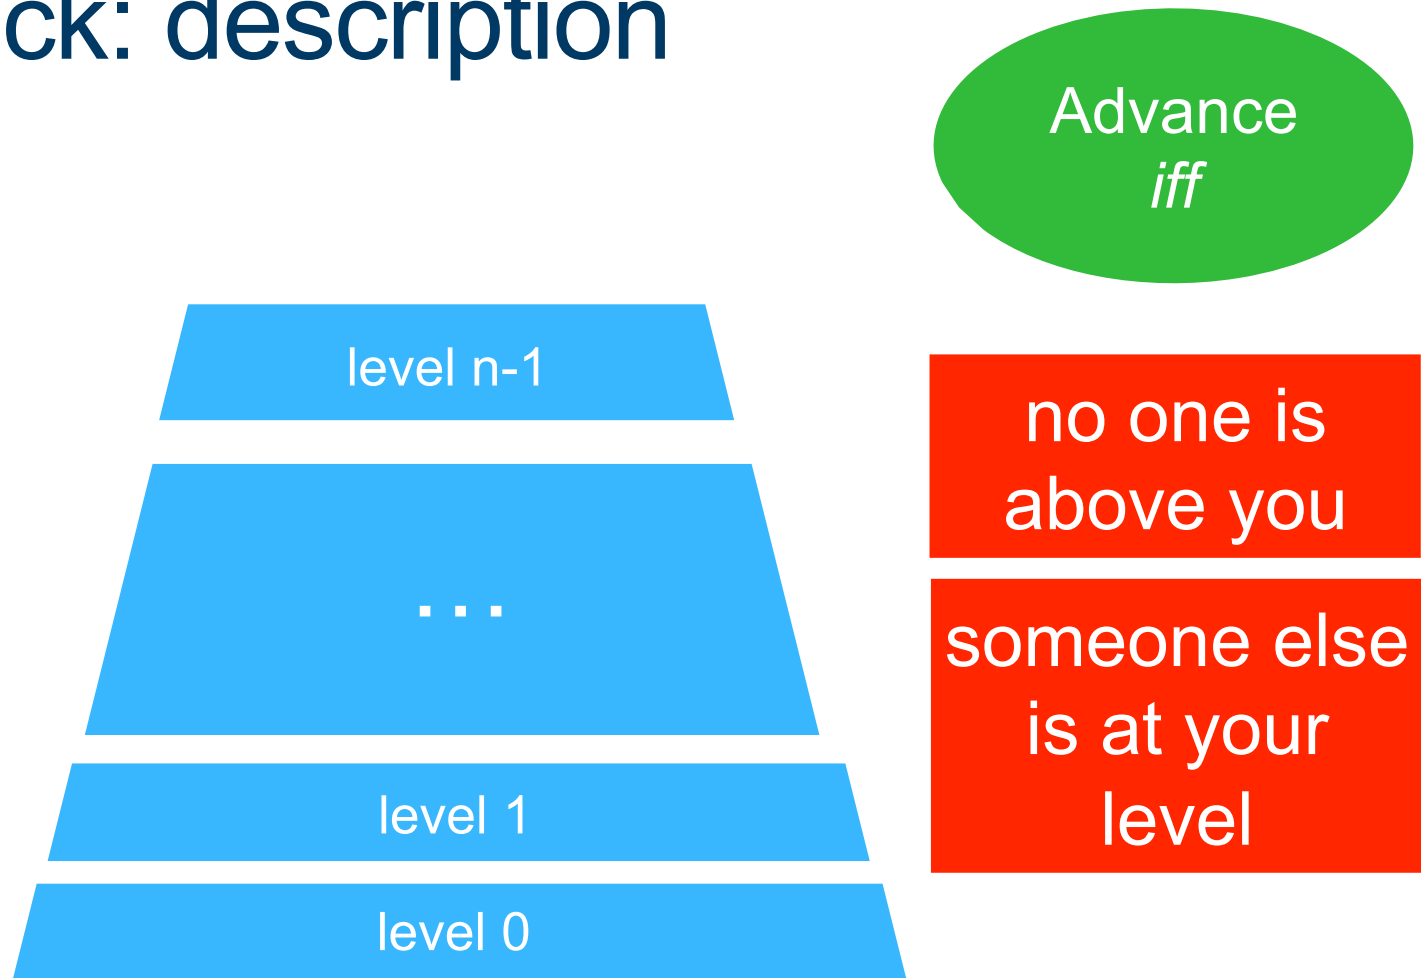 ck: description
Advance
iff
level n-1
...
level 1
level 0
no one is
above you
someone else
is at your
level